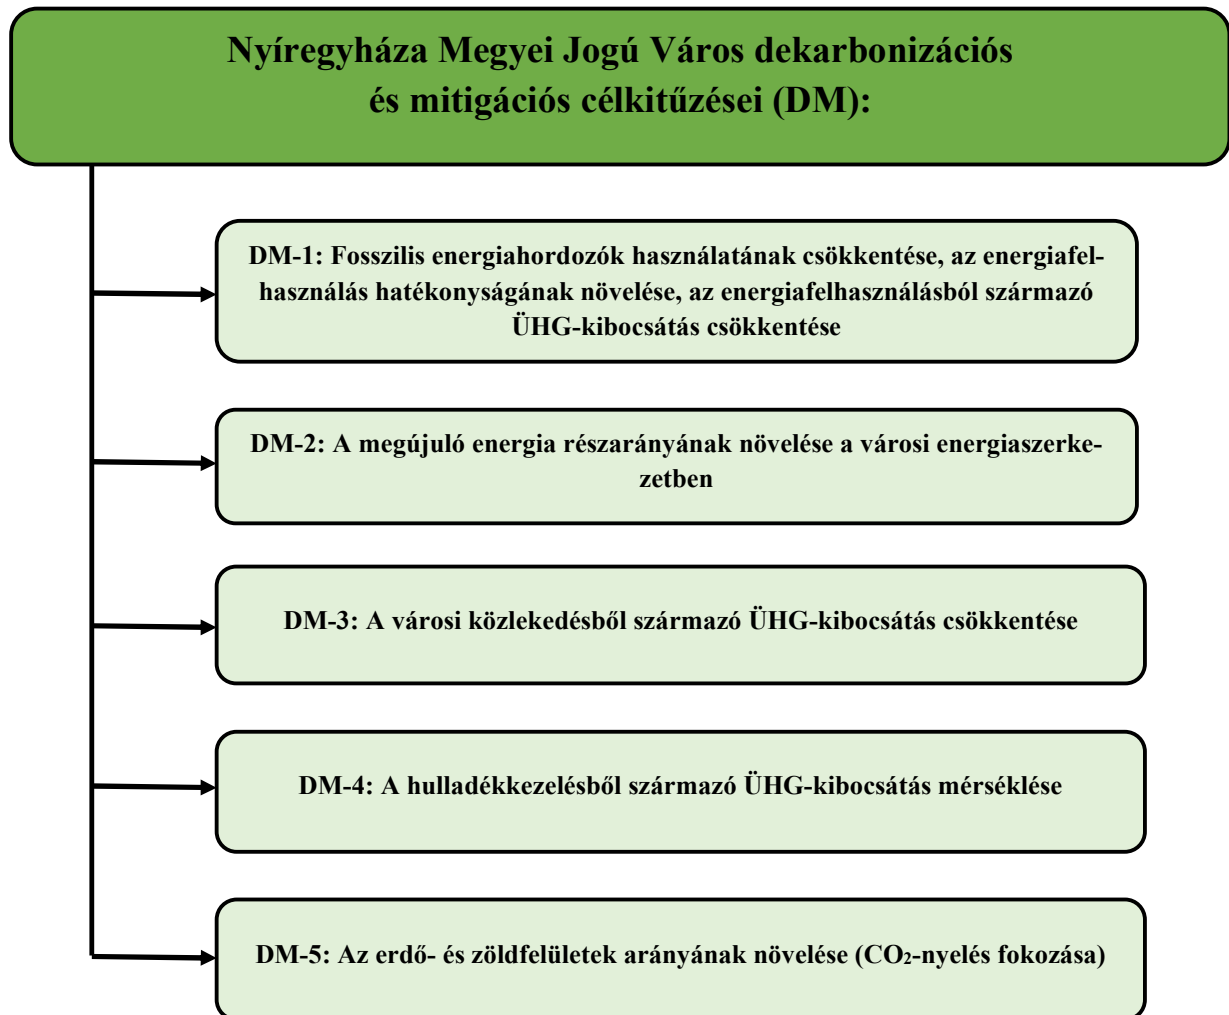 Nyíregyháza Megyei Jogú Város dekarbonizációs
és mitigációs célkitűzései (DM):
DM-1: Fosszilis energiahordozók használatának csökkentése, az energiafel-
használás hatékonyságának növelése, az energiafelhasználásból származó
ÜHG-kibocsátás csökkentése
DM-2: A megújuló energia részarányának növelése a városi energiaszerke-
zetben
DM-3: A városi közlekedésből származó ÜHG-kibocsátás csökkentése
DM-4: A hulladékkezelésből származó ÜHG-kibocsátás mérséklése
DM-5: Az erdő- és zöldfelületek arányának növelése (CO₂-nyelés fokozása)